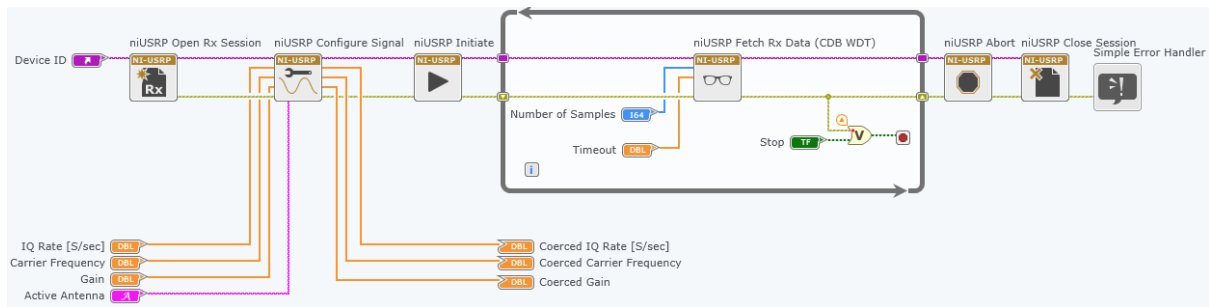 niUSRP Open Rx Session
niUSRP Configure Signal
niUSRP Initiate
niUSRP Fetch Rx Data (CDB WDT)
niUSRP Abort
niUSRP Close Session
Simple Error Handler
Device ID
NI-USRP
Rx
NI-USRP
NI-USRP
NI-USRP
NI-USRP
NI-USRP
Number of Samples
I64
Timeout
DBL
Stop
TF
V
i
IQ Rate [S/sec]
DBL
DBL
Coerced IQ Rate [S/sec]
Carrier Frequency
DBL
DBL
Coerced Carrier Frequency
Gain
DBL
DBL
Coerced Gain
Active Antenna